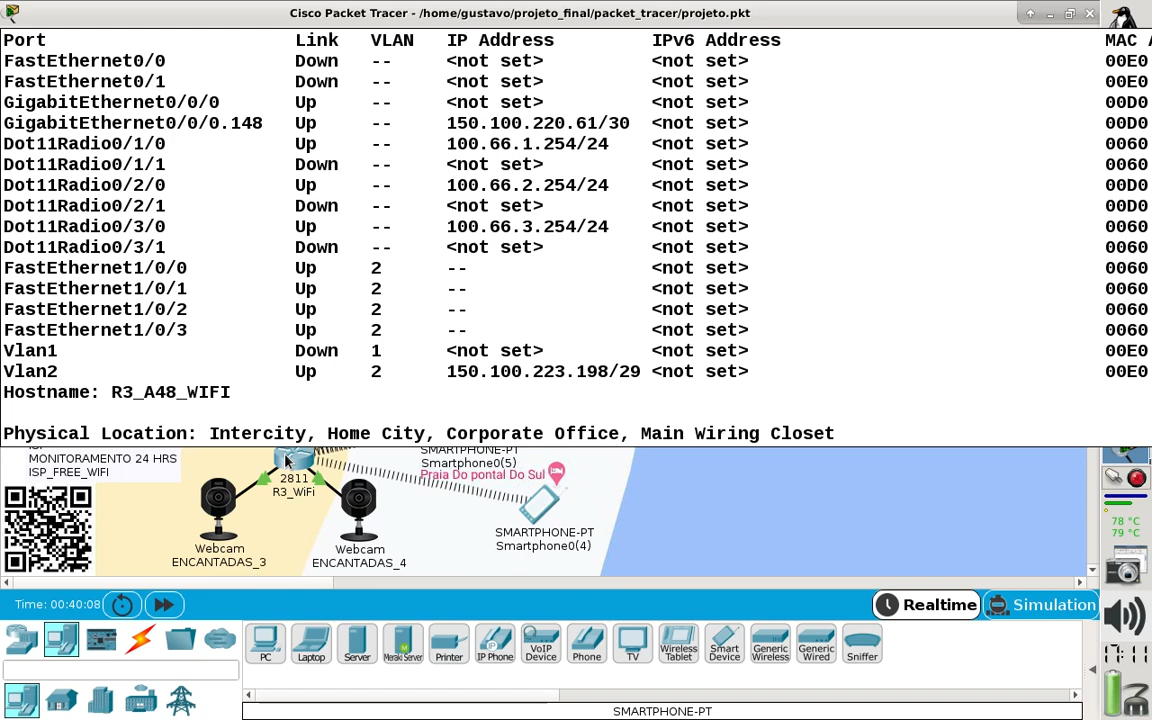 Cisco Packet Tracer - /home/gustavo/projeto_final/packet_tracer/projeto.pkt
Port Link VLAN IP Address IPv6 Address MAC A
FastEthernet0/0 Down -- <not set> <not set> 00E0
FastEthernet0/1 Down -- <not set> <not set> 00E0
GigabitEthernet0/0/0 Up -- <not set> <not set> 00D0
GigabitEthernet0/0/0.148 Up -- 150.100.220.61/30 <not set> 00D0
Dot11Radio0/1/0 Up -- 100.66.1.254/24 <not set> 0060
Dot11Radio0/1/1 Down -- <not set> <not set> 0060
Dot11Radio0/2/0 Up -- 100.66.2.254/24 <not set> 00D0
Dot11Radio0/2/1 Down -- <not set> <not set> 00D0
Dot11Radio0/3/0 Up -- 100.66.3.254/24 <not set> 0060
Dot11Radio0/3/1 Down -- <not set> <not set> 0060
FastEthernet1/0/0 Up 2 -- <not set> 0060
FastEthernet1/0/1 Up 2 -- <not set> 0060
FastEthernet1/0/2 Up 2 -- <not set> 0060
FastEthernet1/0/3 Up 2 -- <not set> 0060
Vlan1 Down 1 <not set> <not set> 00E0
Vlan2 Up 2 150.100.223.198/29 <not set> 00E0
Hostname: R3_A48_WIFI
Physical Location: Intercity, Home City, Corporate Office, Main Wiring Closet
MONITORAMENTO 24 HRS
ISP_FREE_WIFI
2811
R3_WiFi
SMARTPHONE-PT
Smartphone0(5)
Praia Do pontal Do Sul
Webcam
ENCANTADAS_3
Webcam
ENCANTADAS_4
SMARTPHONE-PT
Smartphone0(4)
78 °C
79 °C
Time: 00:40:08
Realtime
Simulation
PC
Laptop
Server
Meraki Server
Printer
IP Phone
VoIP Device
Phone
TV
Wireless Tablet
Smart Device
Generic Wireless
Generic Wired
Sniffer
17:11
SMARTPHONE-PT